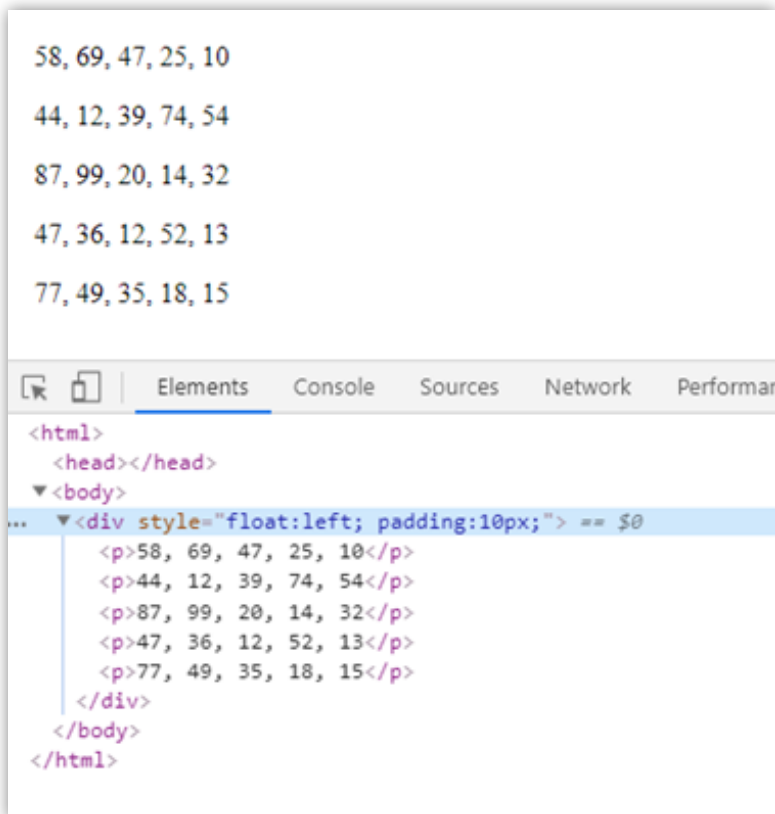 58, 69, 47, 25, 10
44, 12, 39, 74, 54
87, 99, 20, 14, 32
47, 36, 12, 52, 13
77, 49, 35, 18, 15
Elements Console Sources Network Performan
<html>
<head></head>
▼<body>
... ▼<div style="float:left; padding:10px;"> == $0
<p>58, 69, 47, 25, 10</p>
<p>44, 12, 39, 74, 54</p>
<p>87, 99, 20, 14, 32</p>
<p>47, 36, 12, 52, 13</p>
<p>77, 49, 35, 18, 15</p>
</div>
</body>
</html>